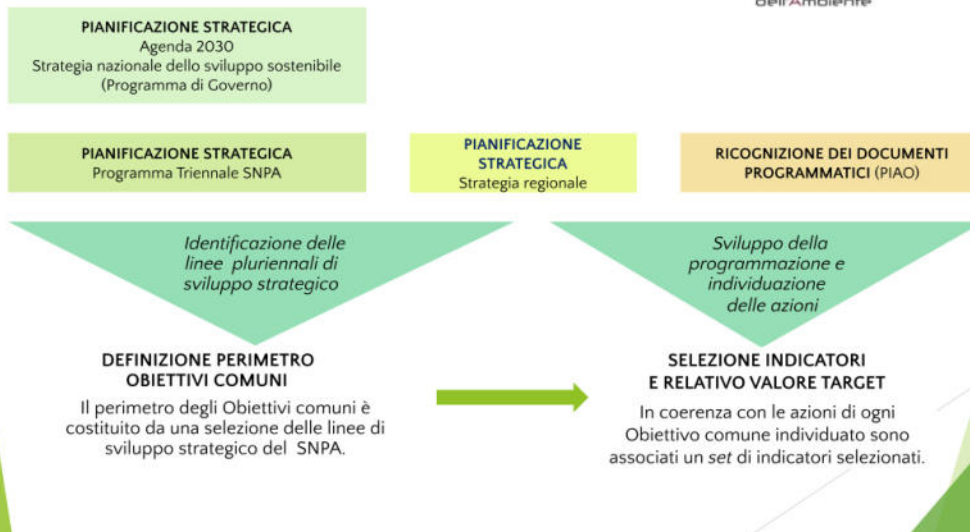 dell'Ambiente
PIANIFICAZIONE STRATEGICA
Agenda 2030
Strategia nazionale dello sviluppo sostenibile
(Programma di Governo)
PIANIFICAZIONE STRATEGICA
Programma Triennale SNPA
PIANIFICAZIONE
STRATEGICA
Strategia regionale
RICOGNIZIONE DEI DOCUMENTI
PROGRAMMATICI (PIAO)
Identificazione delle
linee pluriennali di
sviluppo strategico
Sviluppo della
programmazione e
individuazione
delle azioni
DEFINIZIONE PERIMETRO
OBIETTIVI COMUNI
Il perimetro degli Obiettivi comuni è
costituito da una selezione delle linee di
sviluppo strategico del SNPA.
SELEZIONE INDICATORI
E RELATIVO VALORE TARGET
In coerenza con le azioni di ogni
Obiettivo comune individuato sono
associati un set di indicatori selezionati.